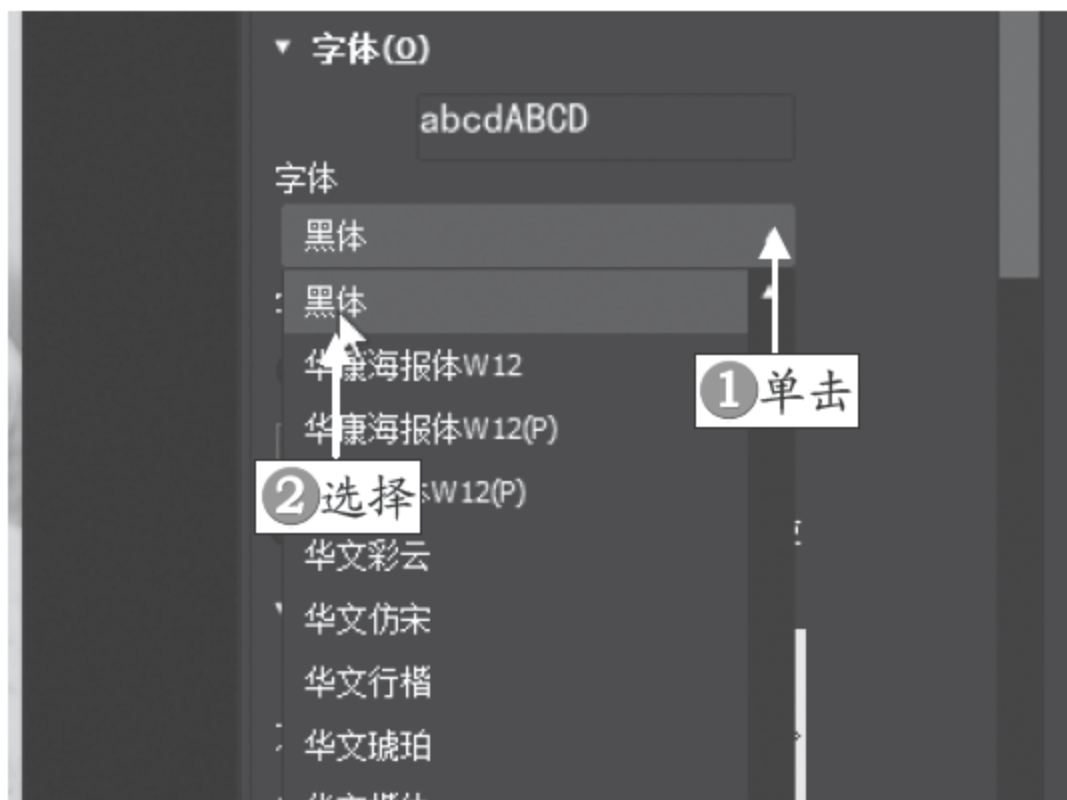 字体(O)
abcdABCD
字体
黑体
黑体
华康海报体W12
①单击
华康海报体W12(P)
②选择
W12(P)
华文彩云
华文仿宋
华文行楷
华文琥珀